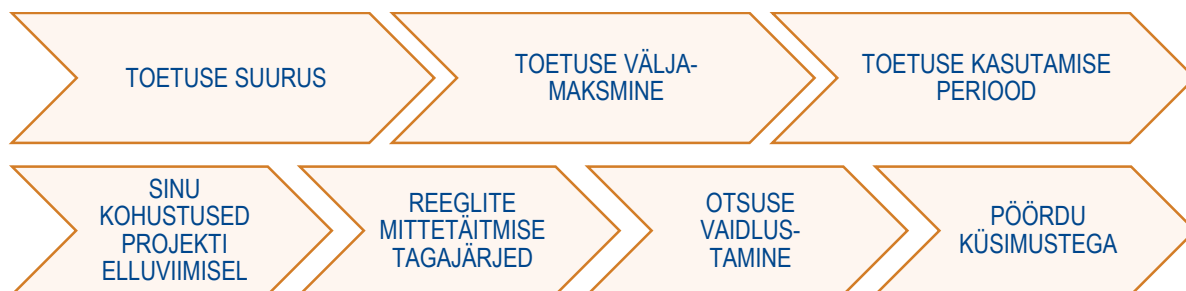 TOETUSE SUURUS
TOETUSE VÄLJA-
MAKSMINE
TOETUSE KASUTAMISE
PERIOOD
SINU
KOHUSTUSED
PROJEKTI
ELLUVIIMISEL
REEGLITE
MITTETÄITMISE
TAGAJÄRJED
OTSUSE
VAIDLUS-
TAMINE
PÖÖRDU
KÜSIMUSTEGA